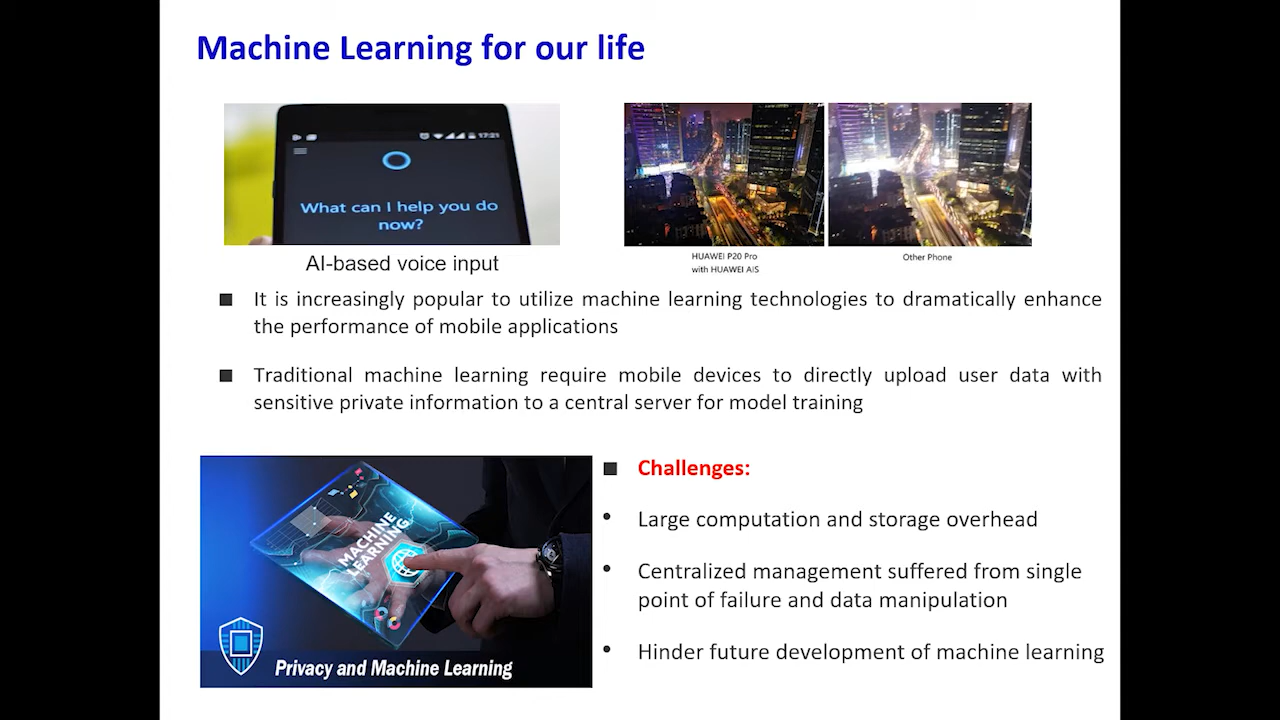 Machine Learning for our life
17:21
What can I help you do
now?
AI-based voice input
HUAWEI P20 Pro
with HUAWEI AIS
Other Phone
■ It is increasingly popular to utilize machine learning technologies to dramatically enhance
the performance of mobile applications
■ Traditional machine learning require mobile devices to directly upload user data with
sensitive private information to a central server for model training
MACHINE
LEARNING
Privacy and Machine Learning
■ Challenges:
• Large computation and storage overhead
• Centralized management suffered from single
point of failure and data manipulation
• Hinder future development of machine learning